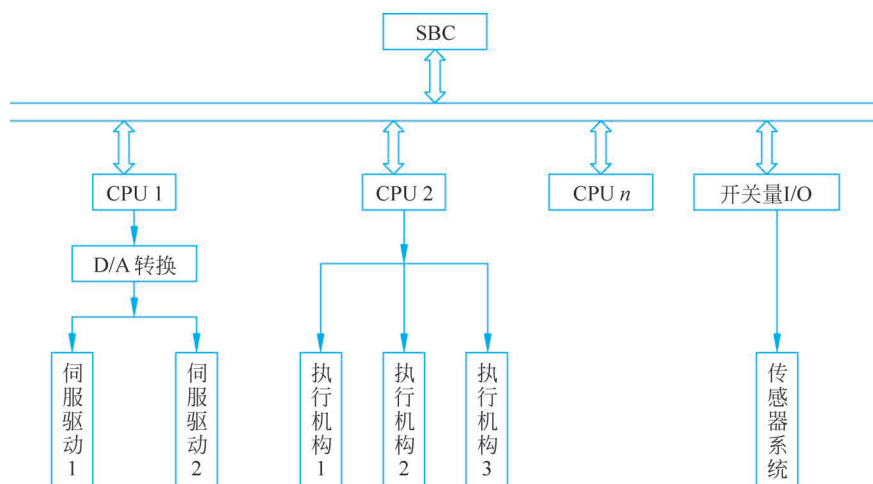 SBC
CPU 1
CPU 2
CPU n
开关量I/O
D/A 转换
伺服驱动1
伺服驱动2
执行机构1
执行机构2
执行机构3
传感器系统